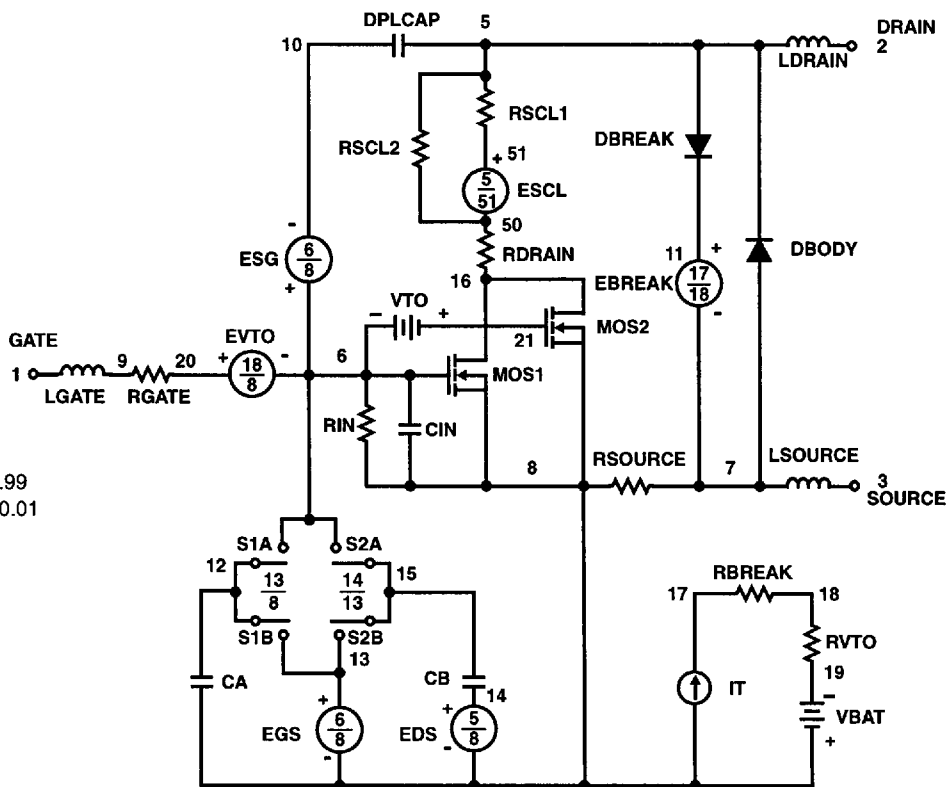 DPLCAP
5
DRAIN
2
10
LDRAIN
RSCL1
RSCL2
DBREAK
+ 51
5
51
ESCL
50
-
ESG
6
8
+
RDRAIN
11
+
DBODY
16
EBREAK
17
18
-
VTO
- +
MOS2
21
GATE
EVTO
9
20
+
18
8
-
6
1
MOS1
LGATE
RGATE
RIN
CIN
8
RSOURCE
7
LSOURCE
3
SOURCE
.99
0.01
S1A
S2A
12
13
8
14
13
15
RBREAK
17
18
S1B
S2B
13
RVTO
CA
CB
14
19
+
EGS
6
8
-
+
EDS
5
8
-
IT
-
VBAT
+